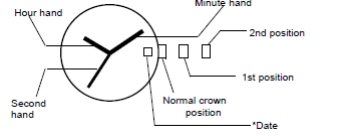 Minute hand
Hour hand
2nd position
1st position
Second
hand
Normal crown
position
*Date